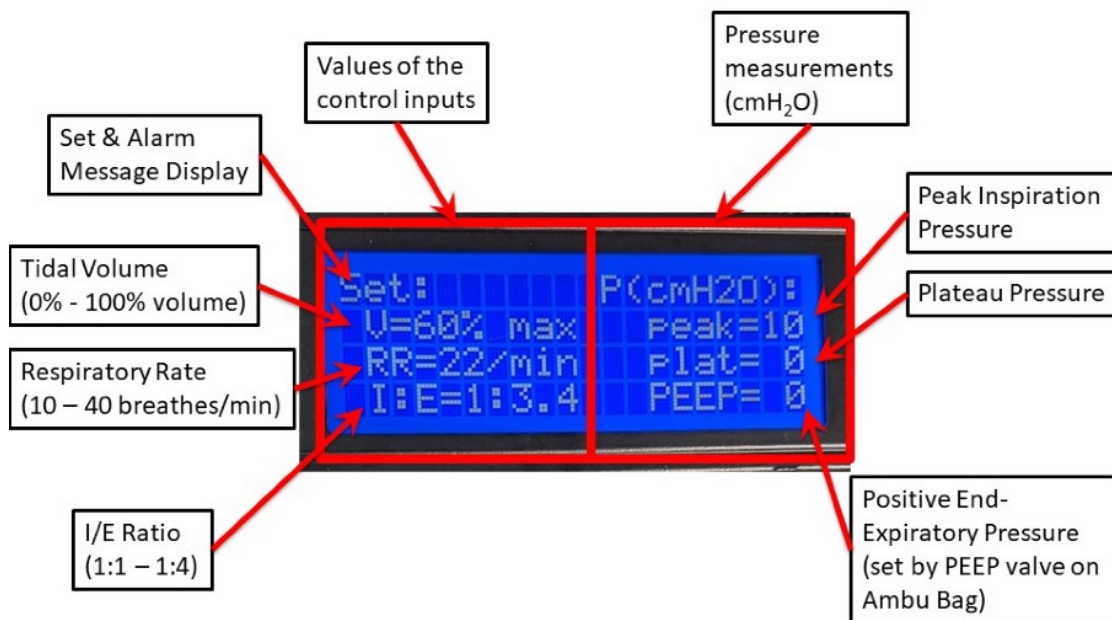 Pressure
measurements
(cmH₂O)
Values of the
control inputs
Set & Alarm
Message Display
Peak Inspiration
Pressure
Tidal Volume
(0% - 100% volume)
Plateau Pressure
Respiratory Rate
(10 – 40 breathes/min)
Set: P(cmH2O):
V=60% max peak=10
RR=22/min plat= 0
I:E=1:3.4 PEEP= 0
I/E Ratio
(1:1 – 1:4)
Positive End-
Expiratory Pressure
(set by PEEP valve on
Ambu Bag)